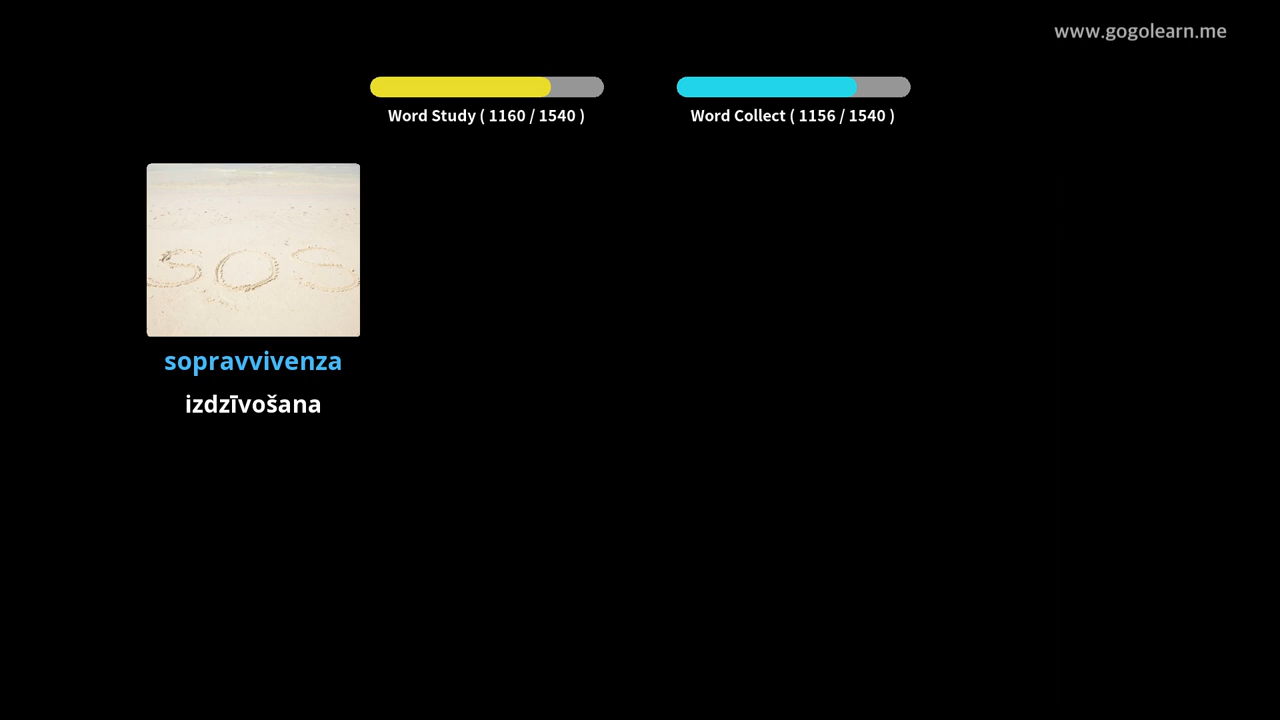 www.gogolearn.me
Word Study ( 1160 / 1540 )
Word Collect ( 1156 / 1540 )
SOS
sopravvivenza
izdzīvošana